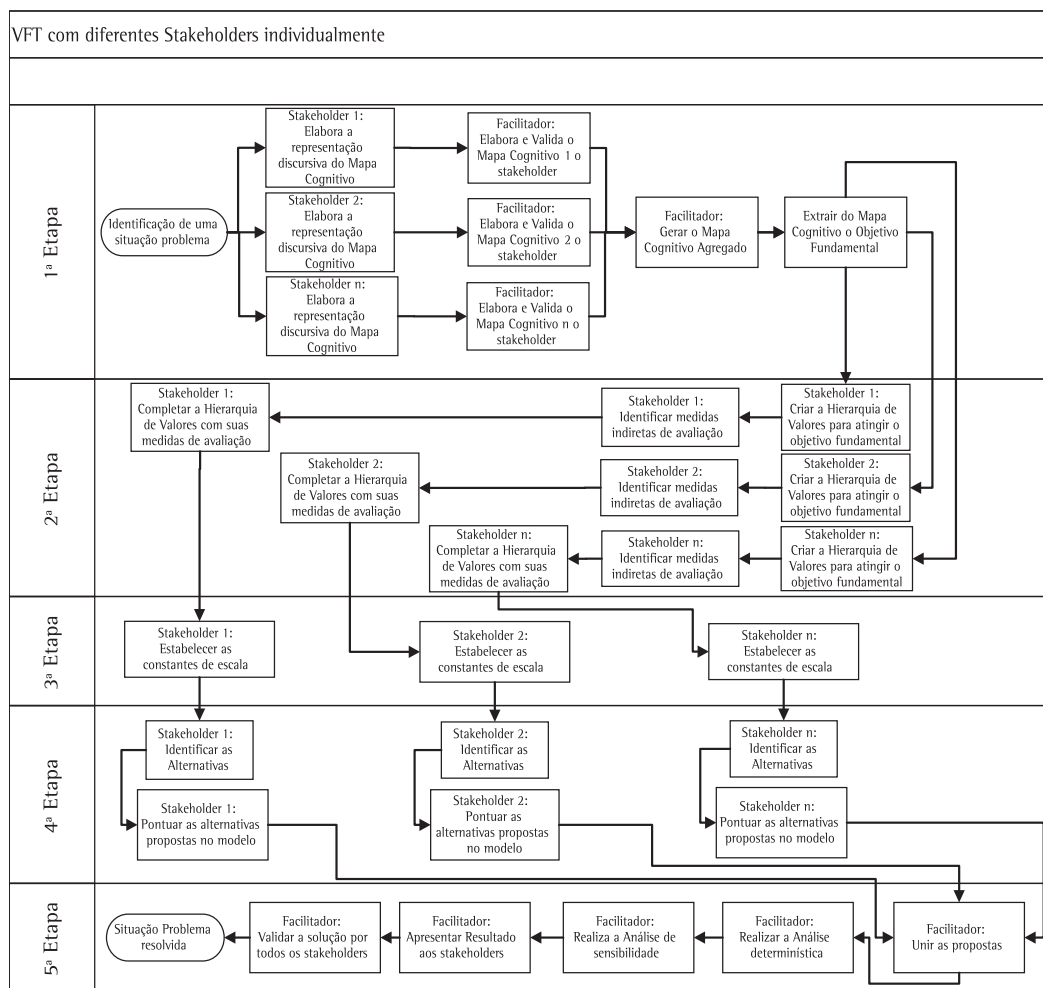 VFT com diferentes Stakeholders individualmente
1ª Etapa
Identificação de uma
situação problema
Stakeholder 1:
Elabora a
representação
discursiva do Mapa
Cognitivo
Facilitador:
Elabora e Valida o
Mapa Cognitivo 1 o
stakeholder
Stakeholder 2:
Elabora a
representação
discursiva do Mapa
Cognitivo
Facilitador:
Elabora e Valida o
Mapa Cognitivo 2 o
stakeholder
Stakeholder n:
Elabora a
representação
discursiva do Mapa
Cognitivo
Facilitador:
Elabora e Valida o
Mapa Cognitivo n o
stakeholder
Facilitador:
Gerar o Mapa
Cognitivo Agregado
Extrair do Mapa
Cognitivo o Objetivo
Fundamental
2ª Etapa
Stakeholder 1:
Criar a Hierarquia de
Valores para atingir o
objetivo fundamental
Stakeholder 1:
Identificar medidas
indiretas de avaliação
Stakeholder 1:
Completar a Hierarquia
de Valores com suas
medidas de avaliação
Stakeholder 2:
Criar a Hierarquia de
Valores para atingir o
objetivo fundamental
Stakeholder 2:
Identificar medidas
indiretas de avaliação
Stakeholder 2:
Completar a Hierarquia
de Valores com suas
medidas de avaliação
Stakeholder n:
Criar a Hierarquia de
Valores para atingir o
objetivo fundamental
Stakeholder n:
Identificar medidas
indiretas de avaliação
Stakeholder n:
Completar a Hierarquia
de Valores com suas
medidas de avaliação
3ª Etapa
Stakeholder 1:
Estabelecer as
constantes de escala
Stakeholder 2:
Estabelecer as
constantes de escala
Stakeholder n:
Estabelecer as
constantes de escala
4ª Etapa
Stakeholder 1:
Identificar as
Alternativas
Stakeholder 2:
Identificar as
Alternativas
Stakeholder n:
Identificar as
Alternativas
Stakeholder 1:
Pontuar as alternativas
propostas no modelo
Stakeholder 2:
Pontuar as
alternativas propostas
no modelo
Stakeholder n:
Pontuar as alternativas
propostas no modelo
5ª Etapa
Situação Problema
resolvida
Facilitador:
Validar a solução por
todos os stakeholders
Facilitador:
Apresentar Resultado
aos stakeholders
Facilitador:
Realiza a Análise de
sensibilidade
Facilitador:
Realizar a Análise
determinística
Facilitador:
Unir as propostas